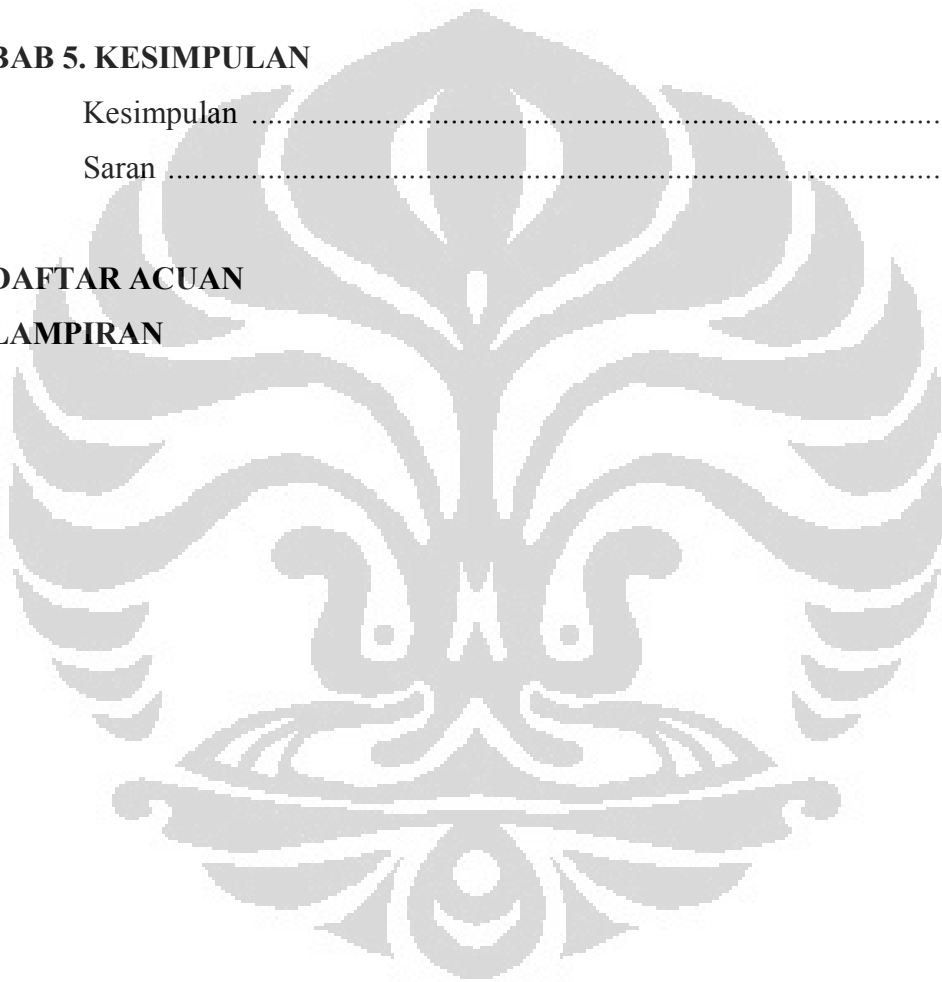 BAB 5. KESIMPULAN
Kesimpulan ....................................................................................
Saran ..............................................................................................
DAFTAR ACUAN
LAMPIRAN